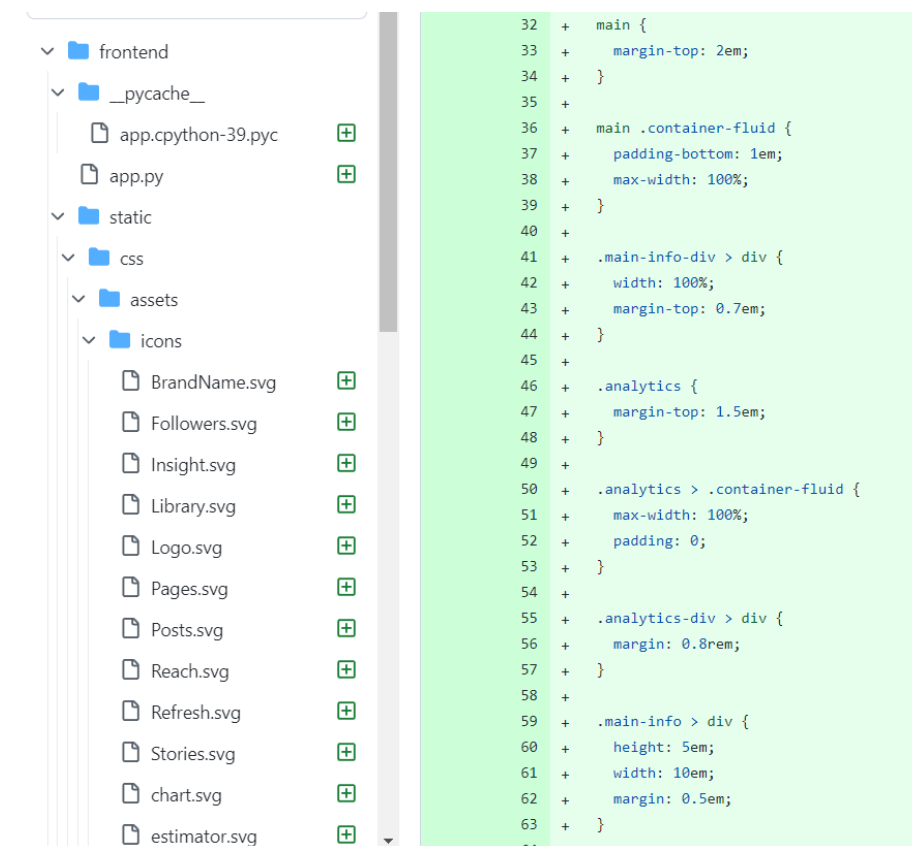 frontend
__pycache__
app.cpython-39.pyc
app.py
static
css
assets
icons
BrandName.svg
Followers.svg
Insight.svg
Library.svg
Logo.svg
Pages.svg
Posts.svg
Reach.svg
Refresh.svg
Stories.svg
chart.svg
estimator.svg
32 + main {
33 + margin-top: 2em;
34 + }
35 +
36 + main .container-fluid {
37 + padding-bottom: 1em;
38 + max-width: 100%;
39 + }
40 +
41 + .main-info-div > div {
42 + width: 100%;
43 + margin-top: 0.7em;
44 + }
45 +
46 + .analytics {
47 + margin-top: 1.5em;
48 + }
49 +
50 + .analytics > .container-fluid {
51 + max-width: 100%;
52 + padding: 0;
53 + }
54 +
55 + .analytics-div > div {
56 + margin: 0.8rem;
57 + }
58 +
59 + .main-info > div {
60 + height: 5em;
61 + width: 10em;
62 + margin: 0.5em;
63 + }